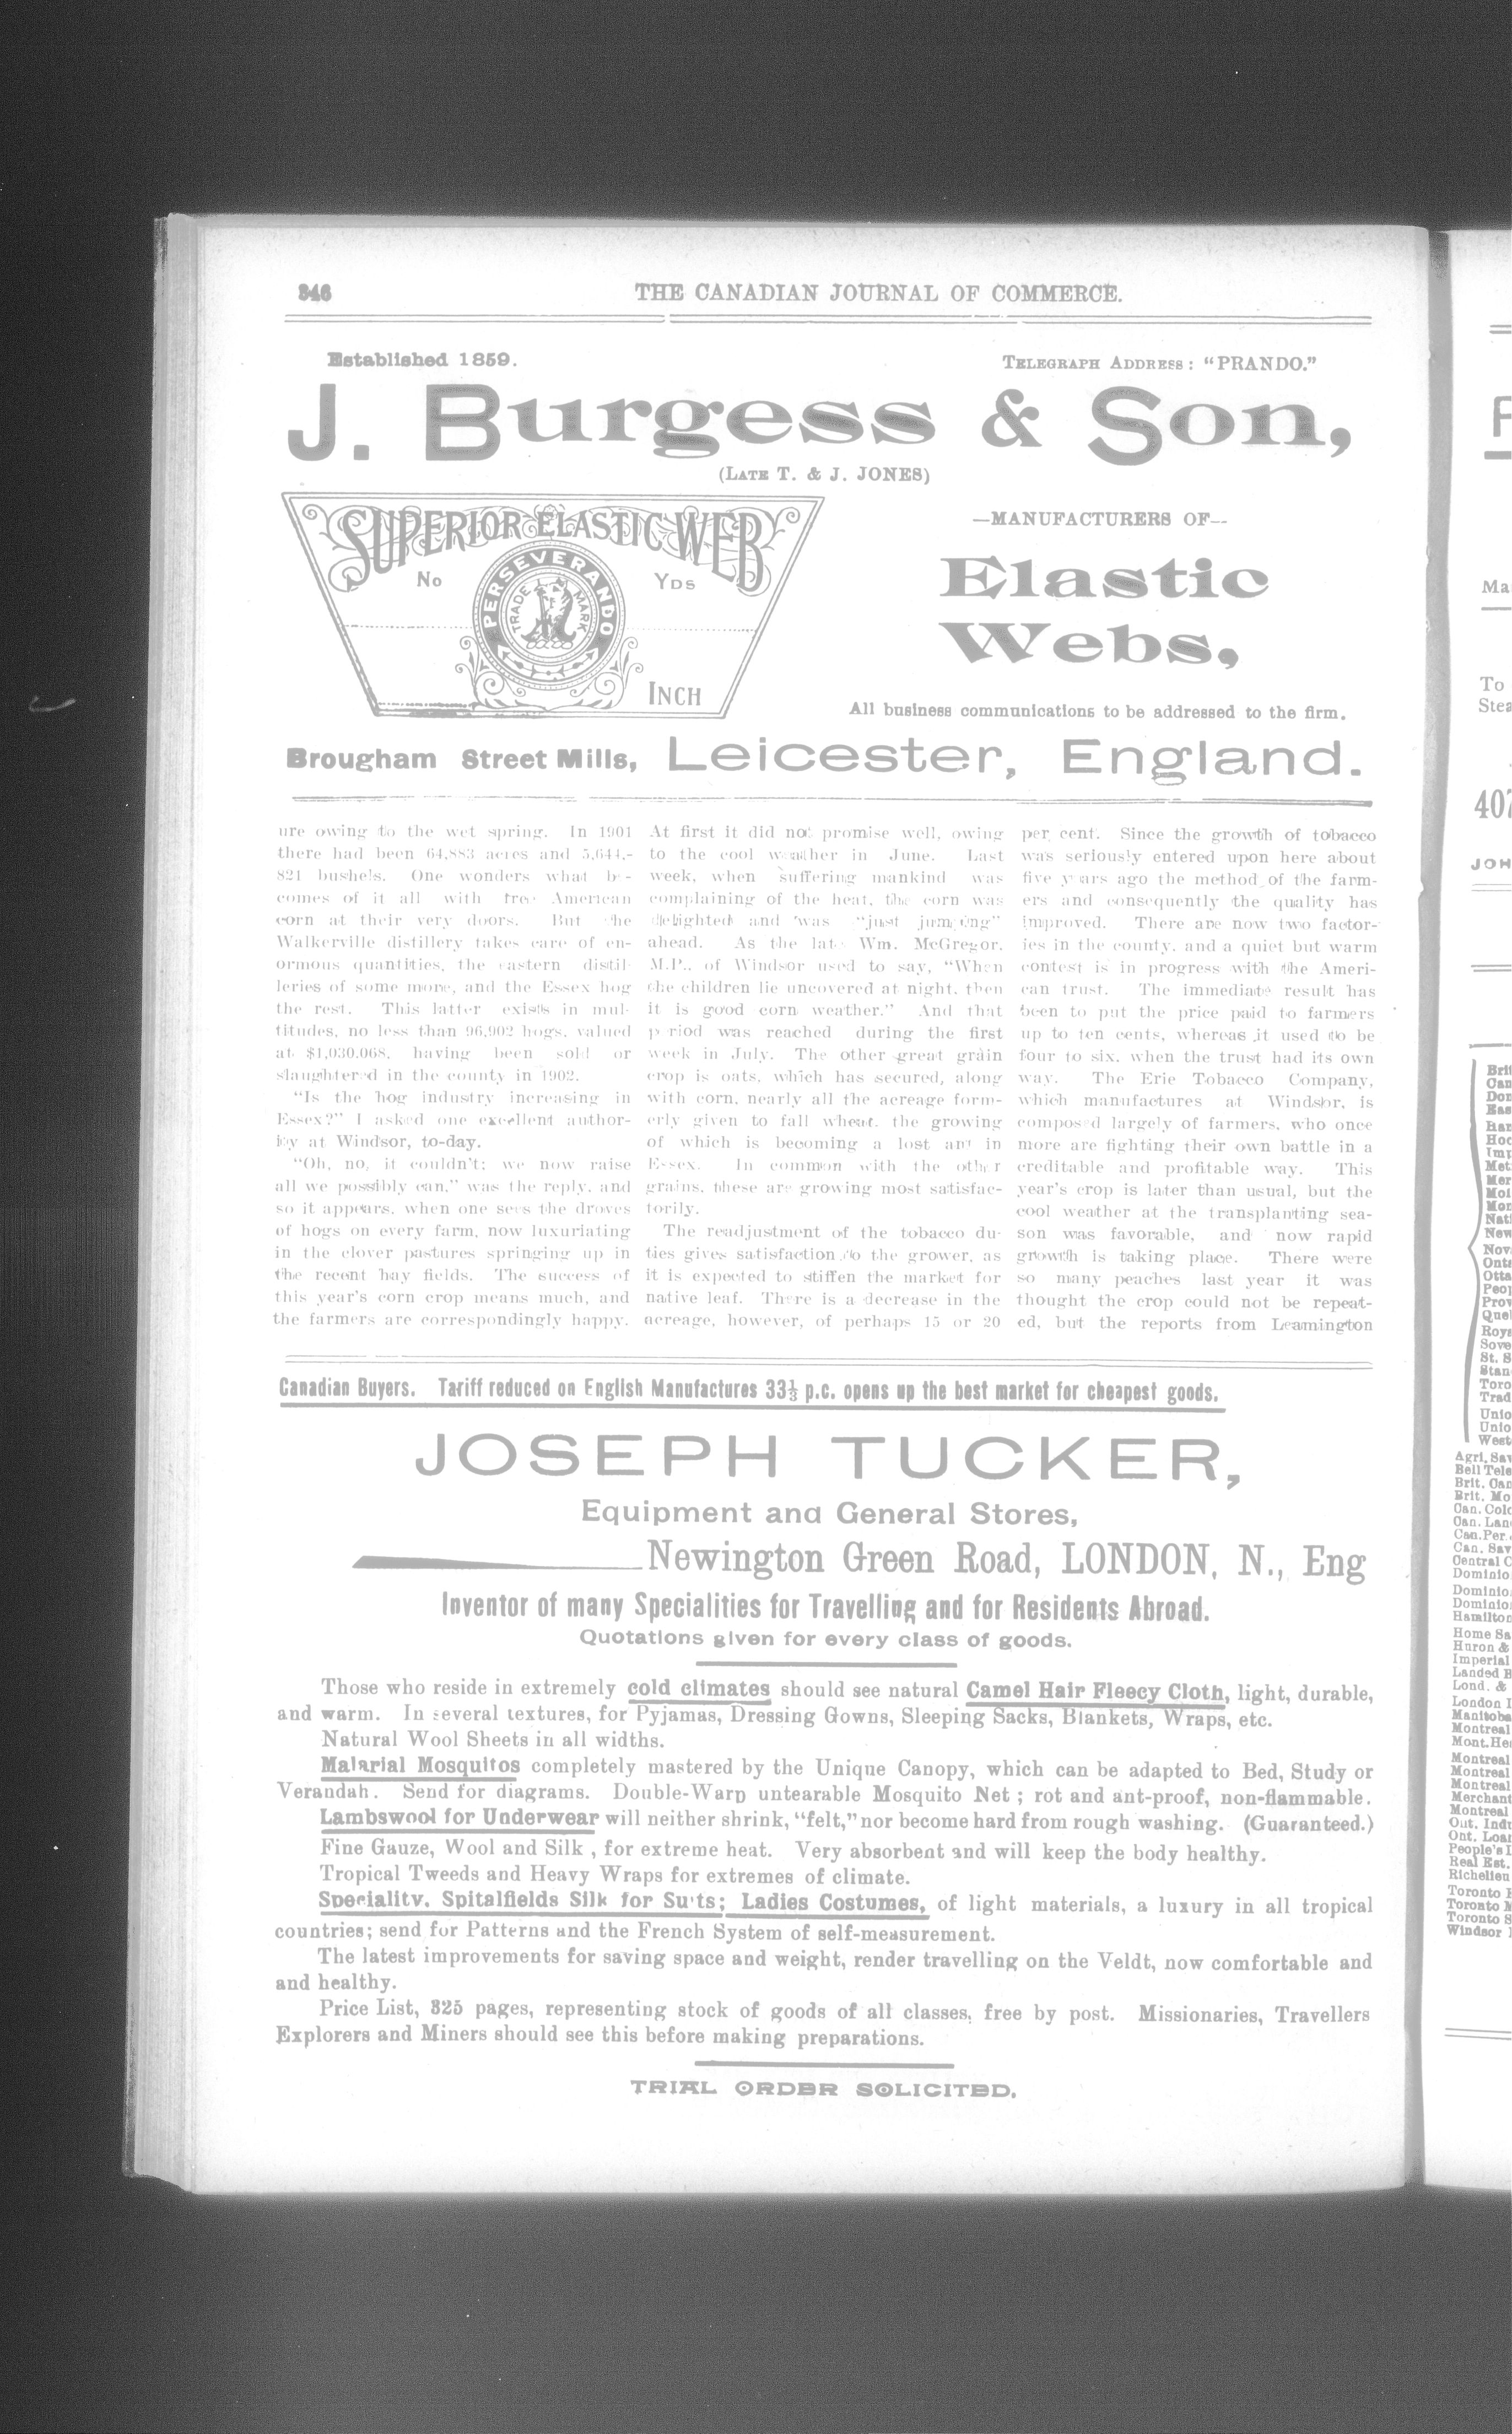 346
THE CANADIAN JOURNAL OF COMMERCE.
Established 1859.
TELEGRAPH ADDRESS: "PRANDO."
J. Burgess & Son,
(LATE T. & J. JONES)
SUPERIOR ELASTIC WEB
No
YDS
PERSEVERANDO
TRADE MARK
INCH
—MANUFACTURERS OF—
Elastic
Webs,
All business communications to be addressed to the firm.
Brougham Street Mills, Leicester, England.
ure owing to the wet spring. In 1901
there had been 64,883 acres and 5,644,-
821 bushels. One wonders what be-
comes of it all with free American
corn at their very doors. But the
Walkerville distillery takes care of en-
ormous quantities, the eastern distil-
leries of some more, and the Essex hog
the rest. This latter exists in mul-
titudes, no less than 96,902 hogs, valued
at $1,030,068, having been sold or
slaughtered in the county in 1902.
"Is the hog industry increasing in
Essex?" I asked one excellent author-
ity at Windsor, to-day.
"Oh, no, it couldn't; we now raise
all we possibly can," was the reply, and
so it appears, when one sees the droves
of hogs on every farm, now luxuriating
in the clover pastures springing up in
the recent hay fields. The success of
this year's corn crop means much, and
the farmers are correspondingly happy.
At first it did not promise well, owing
to the cool weather in June. Last
week, when suffering mankind was
complaining of the heat, the corn was
delighted and was "just jumping"
ahead. As the late Wm. McGregor,
M.P., of Windsor used to say, "When
the children lie uncovered at night, then
it is good corn weather." And that
period was reached during the first
week in July. The other great grain
crop is oats, which has secured, along
with corn, nearly all the acreage form-
erly given to fall wheat, the growing
of which is becoming a lost art in
Essex. In common with the other
grains, these are growing most satisfac-
torily.
The readjustment of the tobacco du-
ties gives satisfaction to the grower, as
it is expected to stiffen the market for
native leaf. There is a decrease in the
acreage, however, of perhaps 15 or 20
per cent. Since the growth of tobacco
was seriously entered upon here about
five years ago the method of the farm-
ers and consequently the quality has
improved. There are now two factor-
ies in the county, and a quiet but warm
contest is in progress with the Ameri-
can trust. The immediate result has
been to put the price paid to farmers
up to ten cents, whereas it used to be
four to six, when the trust had its own
way. The Erie Tobacco Company,
which manufactures at Windsor, is
composed largely of farmers, who once
more are fighting their own battle in a
creditable and profitable way. This
year's crop is later than usual, but the
cool weather at the transplanting sea-
son was favorable, and now rapid
growth is taking place. There were
so many peaches last year it was
thought the crop could not be repeat-
ed, but the reports from Leamington
Canadian Buyers. Tariff reduced on English Manufactures 33⅓ p.c. opens up the best market for cheapest goods.
JOSEPH TUCKER,
Equipment and General Stores,
Newington Green Road, LONDON, N., Eng
Inventor of many Specialities for Travelling and for Residents Abroad.
Quotations given for every class of goods.
Those who reside in extremely cold climates should see natural Camel Hair Fleecy Cloth, light, durable,
and warm. In several textures, for Pyjamas, Dressing Gowns, Sleeping Sacks, Blankets, Wraps, etc.
Natural Wool Sheets in all widths.
Malarial Mosquitos completely mastered by the Unique Canopy, which can be adapted to Bed, Study or
Verandah. Send for diagrams. Double-Warp untearable Mosquito Net; rot and ant-proof, non-flammable.
Lambswool for Underwear will neither shrink, "felt," nor become hard from rough washing. (Guaranteed.)
Fine Gauze, Wool and Silk, for extreme heat. Very absorbent and will keep the body healthy.
Tropical Tweeds and Heavy Wraps for extremes of climate.
Speciality. Spitalfields Silk for Suits; Ladies Costumes, of light materials, a luxury in all tropical
countries; send for Patterns and the French System of self-measurement.
The latest improvements for saving space and weight, render travelling on the Veldt, now comfortable and
and healthy.
Price List, 325 pages, representing stock of goods of all classes, free by post. Missionaries, Travellers
Explorers and Miners should see this before making preparations.
TRIAL ORDER SOLICITED.